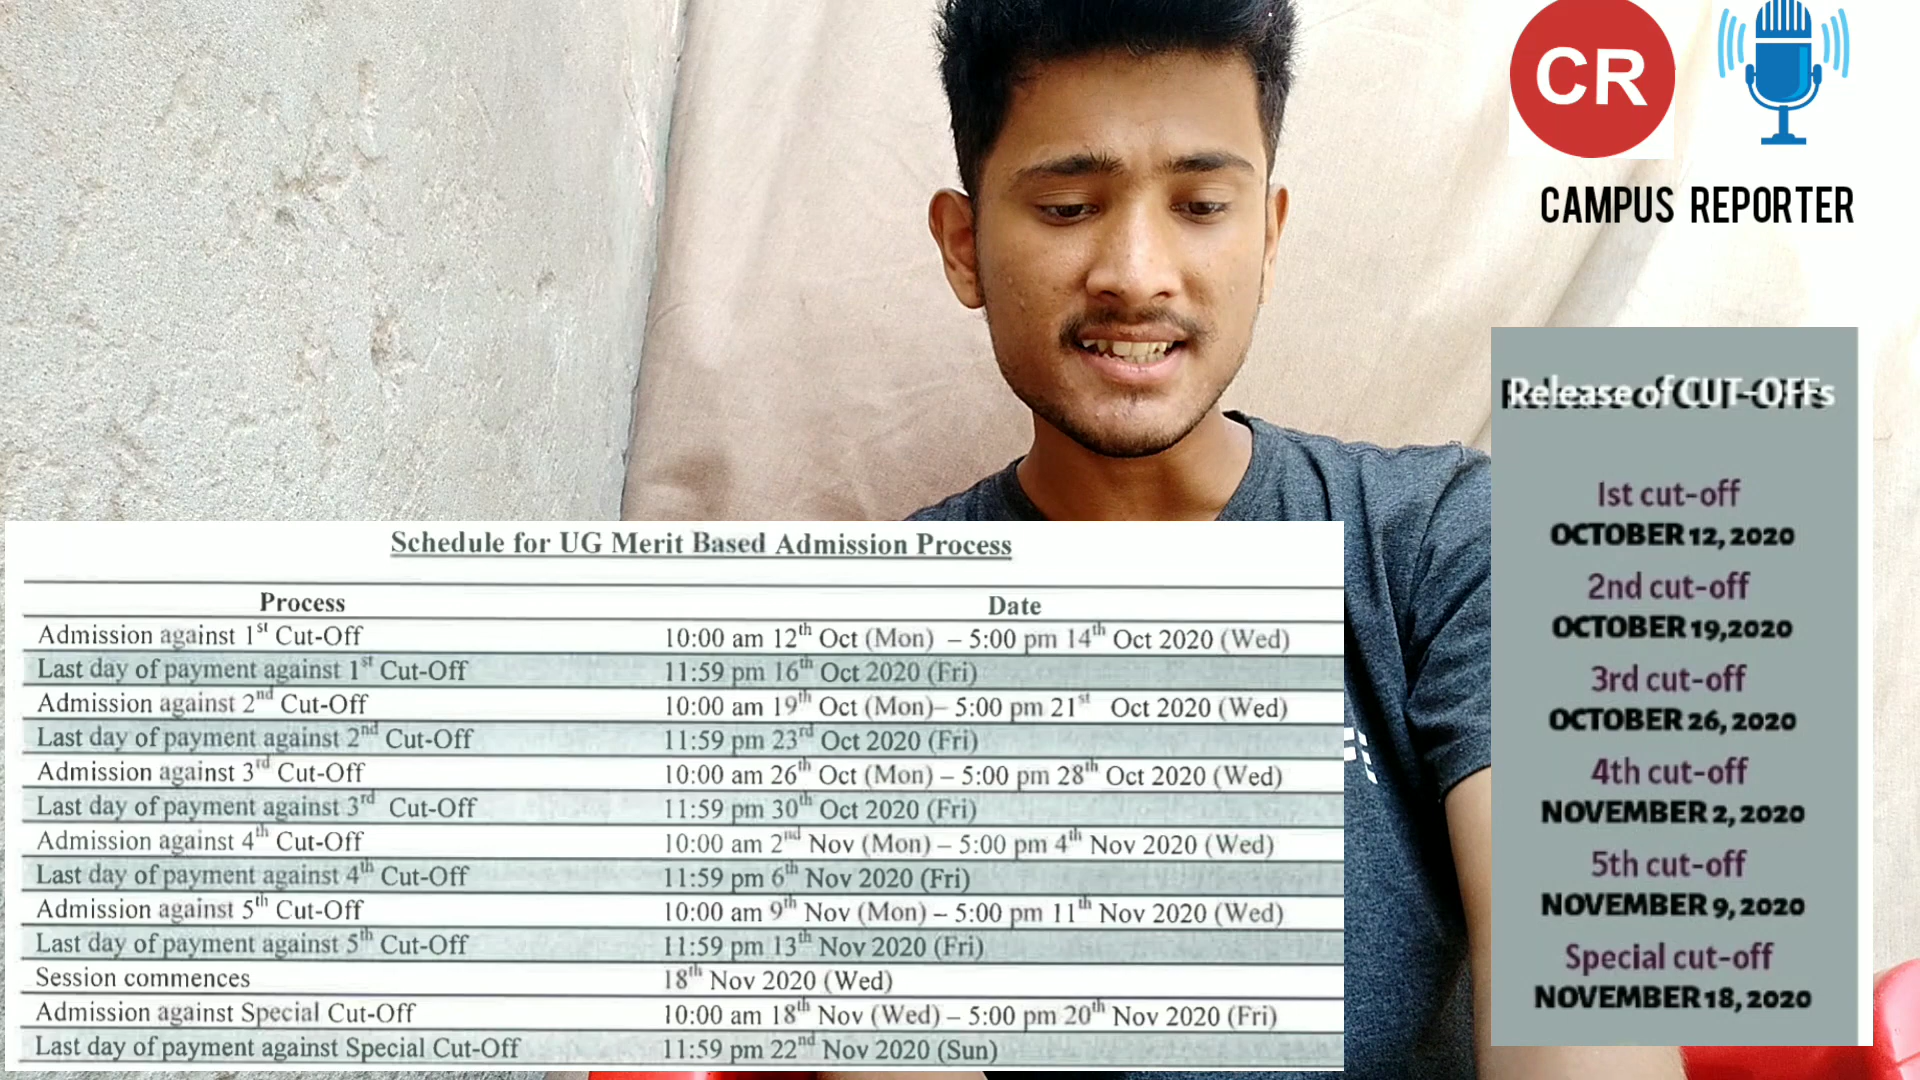 CR
CAMPUS REPORTER
Release of CUT-OFFs
1st cut-off
OCTOBER 12, 2020
2nd cut-off
OCTOBER 19,2020
3rd cut-off
OCTOBER 26, 2020
4th cut-off
NOVEMBER 2, 2020
5th cut-off
NOVEMBER 9, 2020
Special cut-off
NOVEMBER 18, 2020
Schedule for UG Merit Based Admission Process
Process Date
Admission against 1st Cut-Off 10:00 am 12th Oct (Mon) – 5:00 pm 14th Oct 2020 (Wed)
Last day of payment against 1st Cut-Off 11:59 pm 16th Oct 2020 (Fri)
Admission against 2nd Cut-Off 10:00 am 19th Oct (Mon)– 5:00 pm 21st Oct 2020 (Wed)
Last day of payment against 2nd Cut-Off 11:59 pm 23rd Oct 2020 (Fri)
Admission against 3rd Cut-Off 10:00 am 26th Oct (Mon) – 5:00 pm 28th Oct 2020 (Wed)
Last day of payment against 3rd Cut-Off 11:59 pm 30th Oct 2020 (Fri)
Admission against 4th Cut-Off 10:00 am 2nd Nov (Mon) – 5:00 pm 4th Nov 2020 (Wed)
Last day of payment against 4th Cut-Off 11:59 pm 6th Nov 2020 (Fri)
Admission against 5th Cut-Off 10:00 am 9th Nov (Mon) – 5:00 pm 11th Nov 2020 (Wed)
Last day of payment against 5th Cut-Off 11:59 pm 13th Nov 2020 (Fri)
Session commences 18th Nov 2020 (Wed)
Admission against Special Cut-Off 10:00 am 18th Nov (Wed) – 5:00 pm 20th Nov 2020 (Fri)
Last day of payment against Special Cut-Off 11:59 pm 22nd Nov 2020 (Sun)